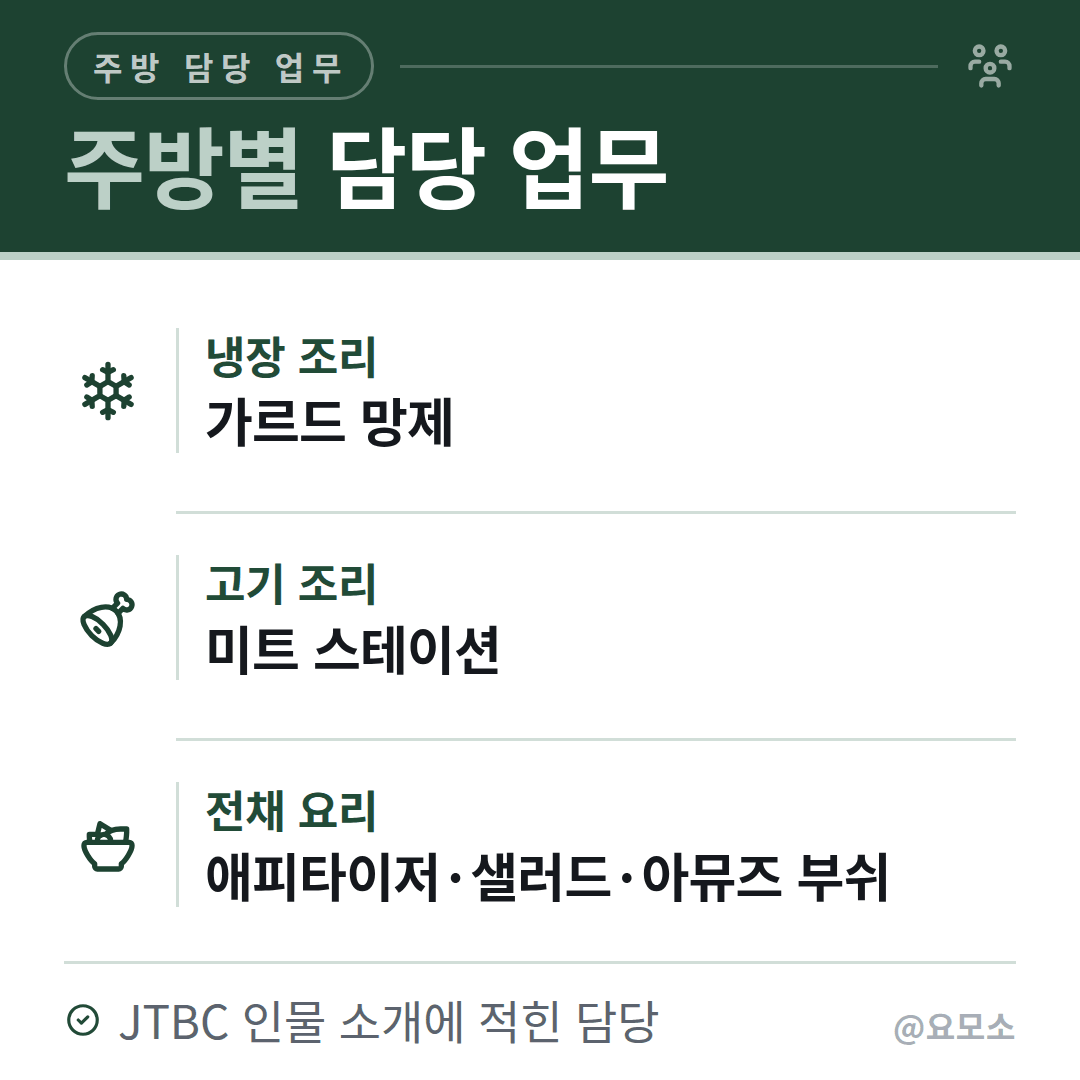 주방 담당 업무
주방별 담당 업무
냉장 조리
가르드 망제
고기 조리
미트 스테이션
전채 요리
애피타이저·샐러드·아뮤즈 부쉬
JTBC 인물 소개에 적힌 담당
@요모소